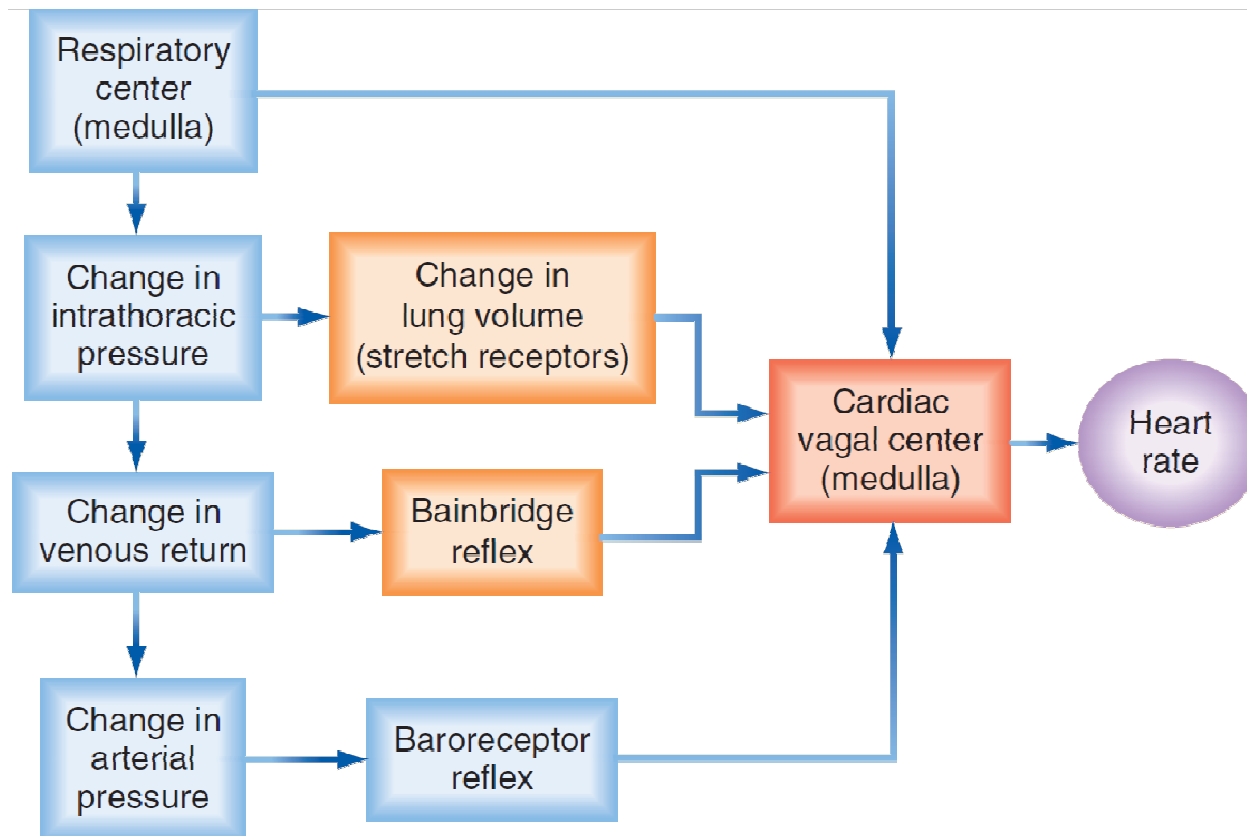 Respiratory
center
(medulla)
Change in
intrathoracic
pressure
Change in
lung volume
(stretch receptors)
Cardiac
vagal center
(medulla)
Heart
rate
Change in
venous return
Bainbridge
reflex
Change in
arterial
pressure
Baroreceptor
reflex